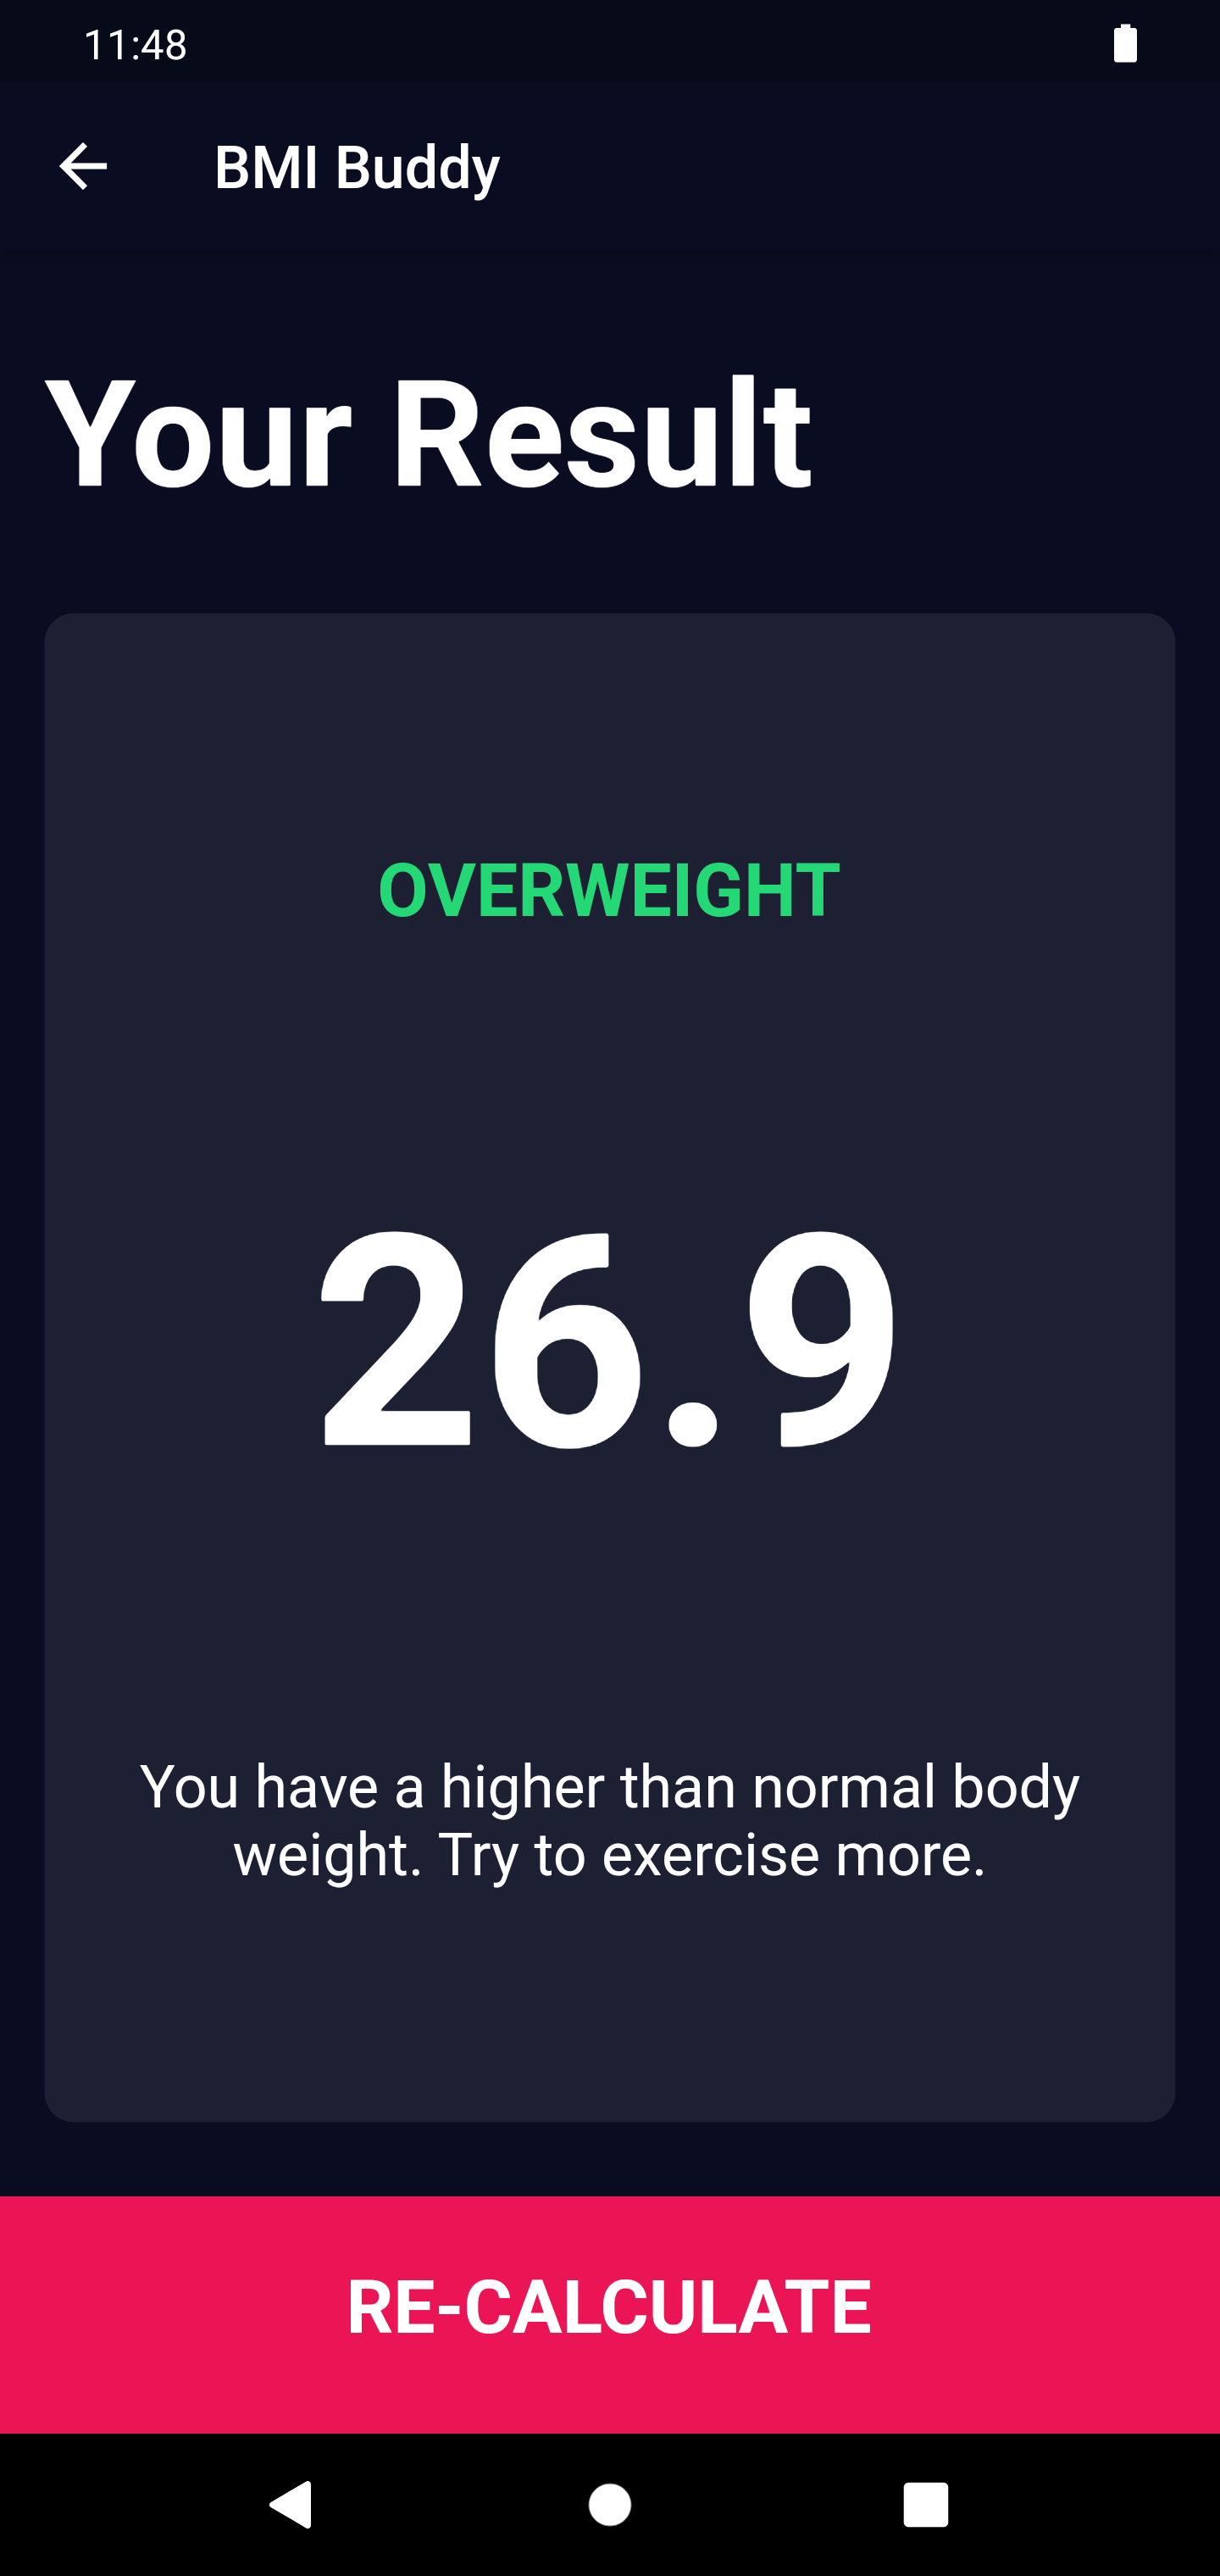 11:48
BMI Buddy
Your Result
OVERWEIGHT
26.9
You have a higher than normal body
weight. Try to exercise more.
RE-CALCULATE